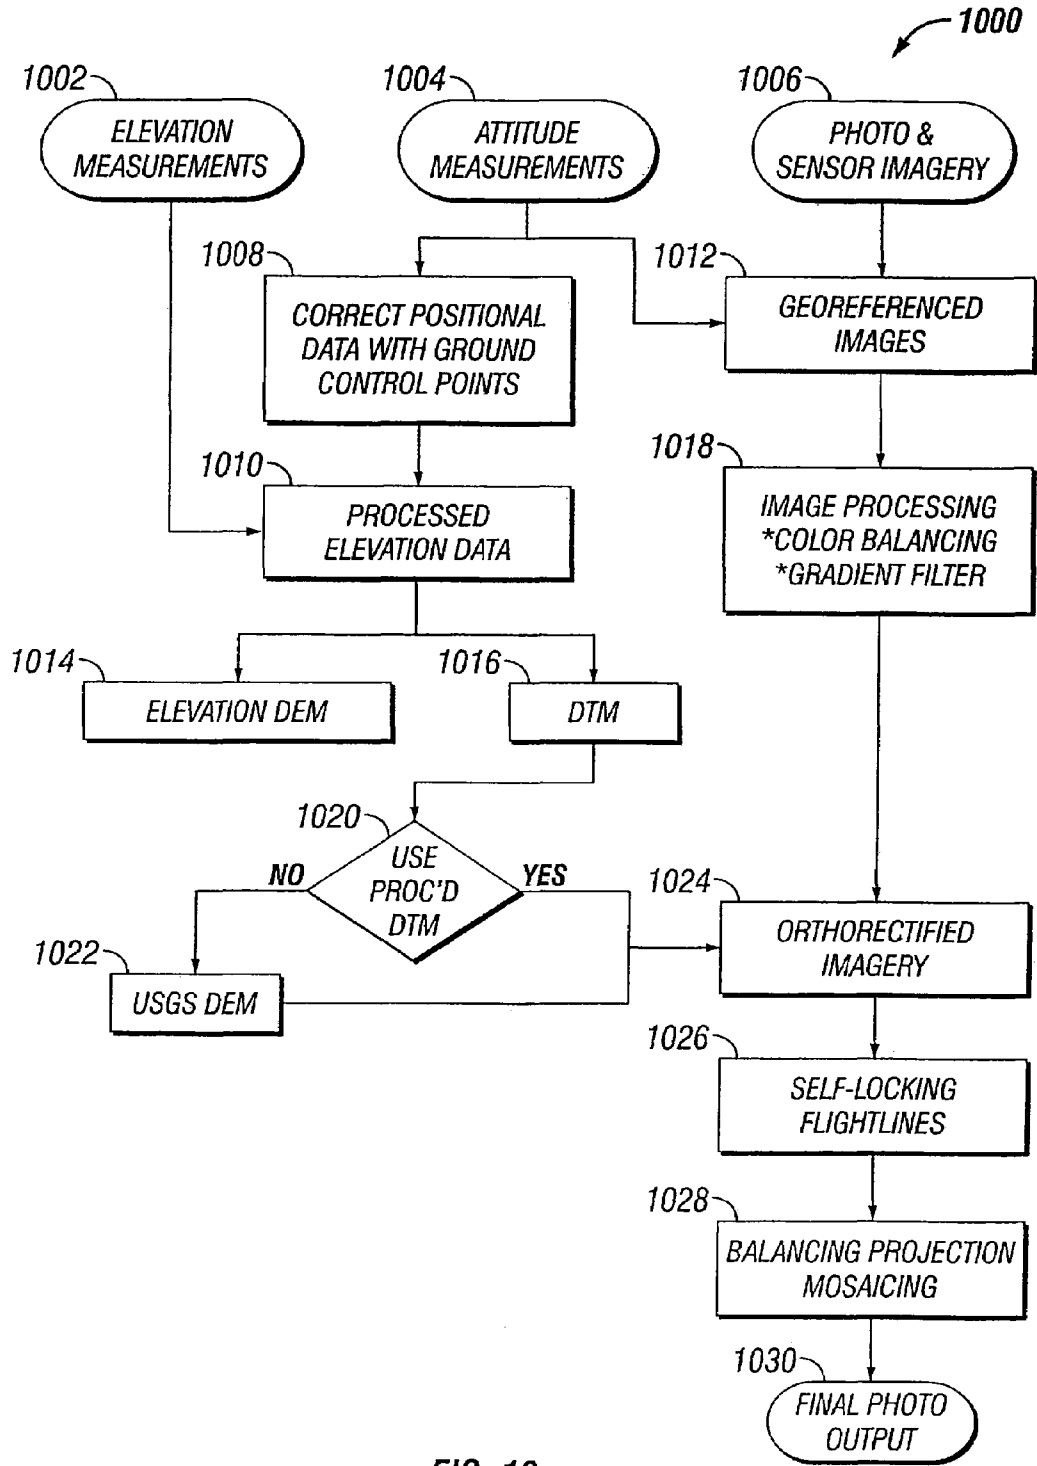 1000
1002
1004
1006
ELEVATION
MEASUREMENTS
ATTITUDE
MEASUREMENTS
PHOTO &
SENSOR IMAGERY
1008
CORRECT POSITIONAL
DATA WITH GROUND
CONTROL POINTS
1012
GEOREFERENCED
IMAGES
1010
PROCESSED
ELEVATION DATA
1018
IMAGE PROCESSING
*COLOR BALANCING
*GRADIENT FILTER
1014
ELEVATION DEM
1016
DTM
1020
USE
PROC'D
DTM
NO
YES
1022
USGS DEM
1024
ORTHORECTIFIED
IMAGERY
1026
SELF-LOCKING
FLIGHTLINES
1028
BALANCING PROJECTION
MOSAICING
1030
FINAL PHOTO
OUTPUT